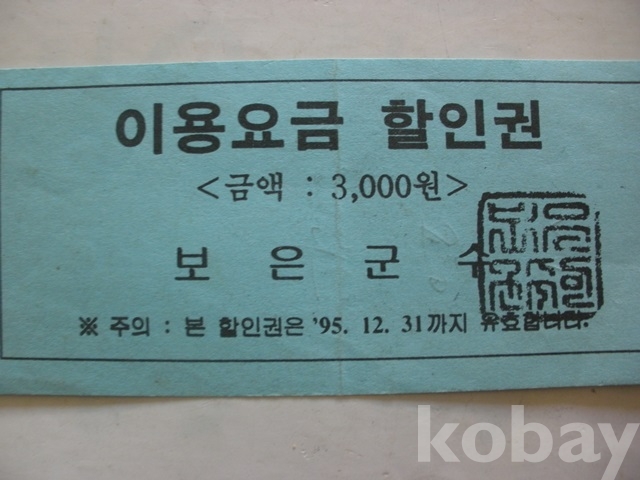 이용요금 할인권
<금액 : 3,000원>
보 은 군 수
※ 주의 : 본 할인권은 '95. 12. 31까지 유효합니다.
kobay